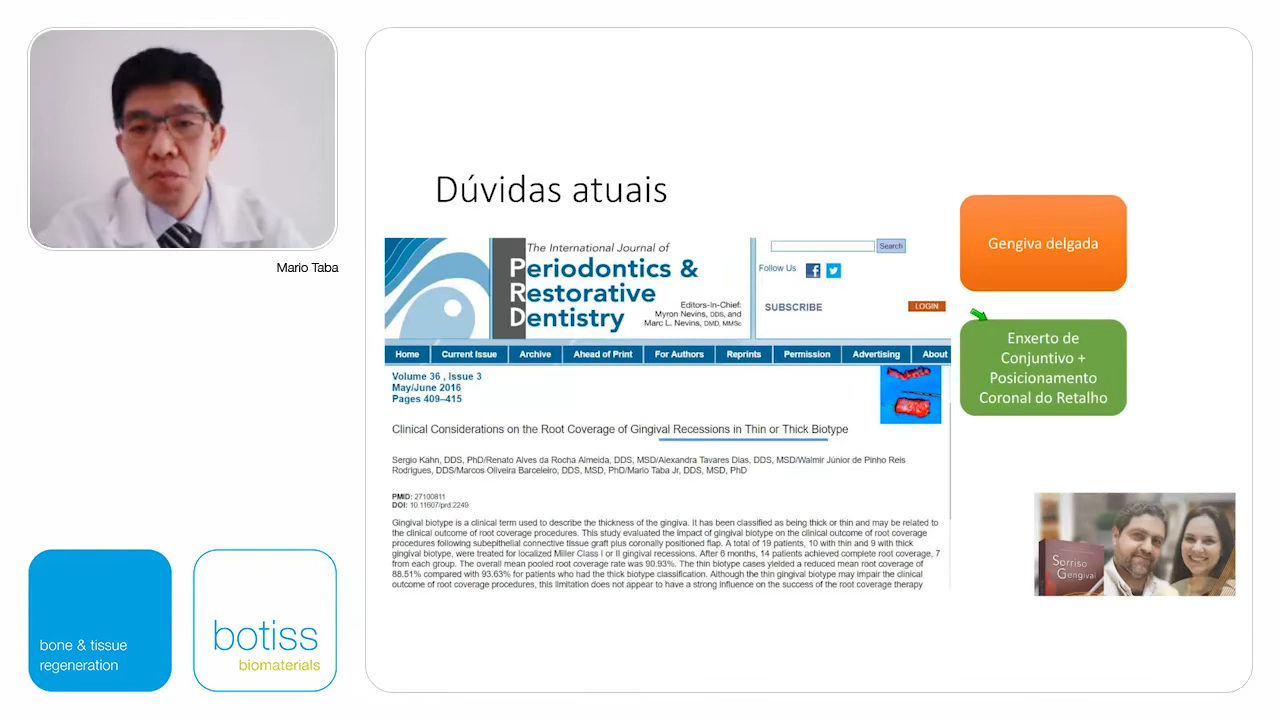 Mario Taba
bone & tissue
regeneration
botiss
biomaterials
Dúvidas atuais
The International Journal of
Periodontics &
Restorative
Dentistry
Editors-In-Chief:
Myron Nevins, DDS, and
Marc L. Nevins, DMD, MMSc
Search
Follow Us
SUBSCRIBE
LOGIN
Home Current Issue Archive Ahead of Print For Authors Reprints Permission Advertising About
Volume 36 , Issue 3
May/June 2016
Pages 409–415
Clinical Considerations on the Root Coverage of Gingival Recessions in Thin or Thick Biotype
Sergio Kahn, DDS, PhD/Renato Alves da Rocha Almeida, DDS, MSD/Alexandra Tavares Dias, DDS, MSD/Walmir Júnior de Pinho Reis
Rodrigues, DDS/Marcos Oliveira Barceleiro, DDS, MSD, PhD/Mario Taba Jr, DDS, MSD, PhD
PMID: 27100811
DOI: 10.11607/prd.2249
Gingival biotype is a clinical term used to describe the thickness of the gingiva. It has been classified as being thick or thin and may be related to
the clinical outcome of root coverage procedures. This study evaluated the impact of gingival biotype on the clinical outcome of root coverage
procedures following subepithelial connective tissue graft plus coronally positioned flap. A total of 19 patients, 10 with thin and 9 with thick
gingival biotype, were treated for localized Miller Class I or II gingival recessions. After 6 months, 14 patients achieved complete root coverage, 7
from each group. The overall mean pooled root coverage rate was 90.93%. The thin biotype cases yielded a reduced mean root coverage of
88.51% compared with 93.63% for patients who had the thick biotype classification. Although the thin gingival biotype may impair the clinical
outcome of root coverage procedures, this limitation does not appear to have a strong influence on the success of the root coverage therapy
Gengiva delgada
Enxerto de
Conjuntivo +
Posicionamento
Coronal do Retalho
Sorriso
Gengival